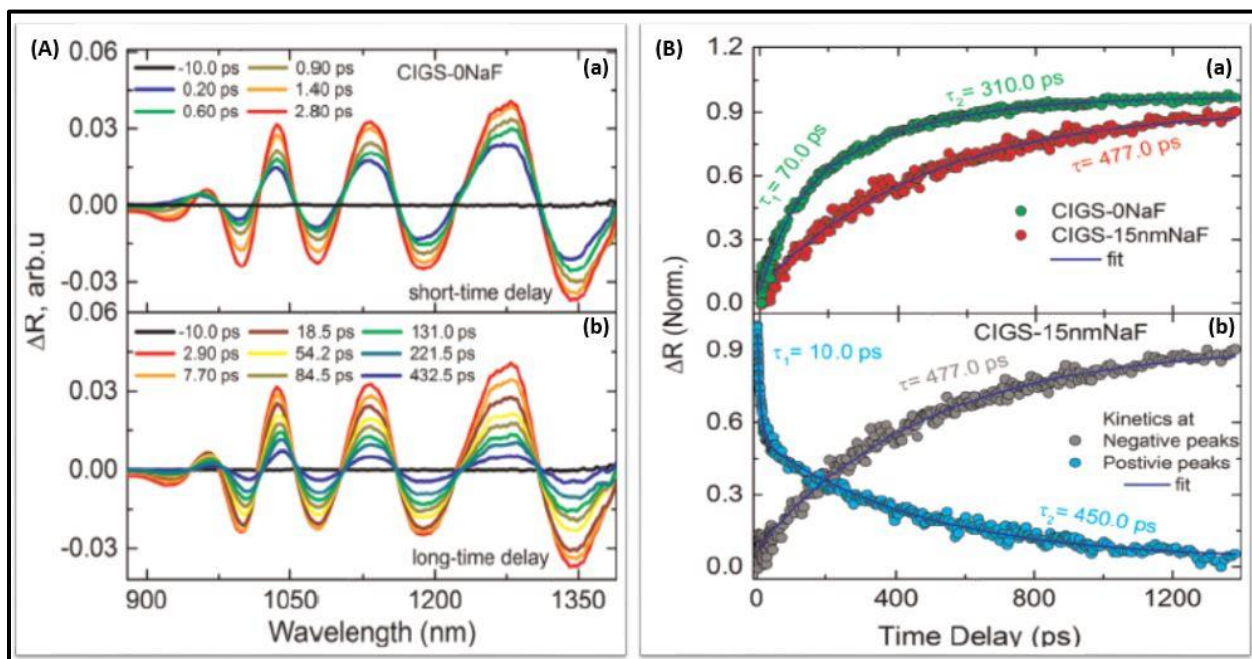 (A)
0.06
0.03
0.00
-0.03
0.06
0.03
0.00
-0.03
ΔR, arb.u
-10.0 ps
0.20 ps
0.60 ps
0.90 ps
1.40 ps
2.80 ps
CIGS-0NaF
(a)
short-time delay
-10.0 ps
2.90 ps
7.70 ps
18.5 ps
54.2 ps
84.5 ps
131.0 ps
221.5 ps
432.5 ps
(b)
long-time delay
900
1050
1200
1350
Wavelength (nm)
(B)
1.2
0.9
0.6
0.3
0.0
0.9
0.6
0.3
0.0
ΔR (Norm.)
(a)
τ₁= 70.0 ps
τ₂= 310.0 ps
τ= 477.0 ps
CIGS-0NaF
CIGS-15nmNaF
fit
CIGS-15nmNaF
(b)
τ₁= 10.0 ps
τ= 477.0 ps
Kinetics at
Negative peaks
Postivie peaks
fit
τ₂= 450.0 ps
0
400
800
1200
Time Delay (ps)